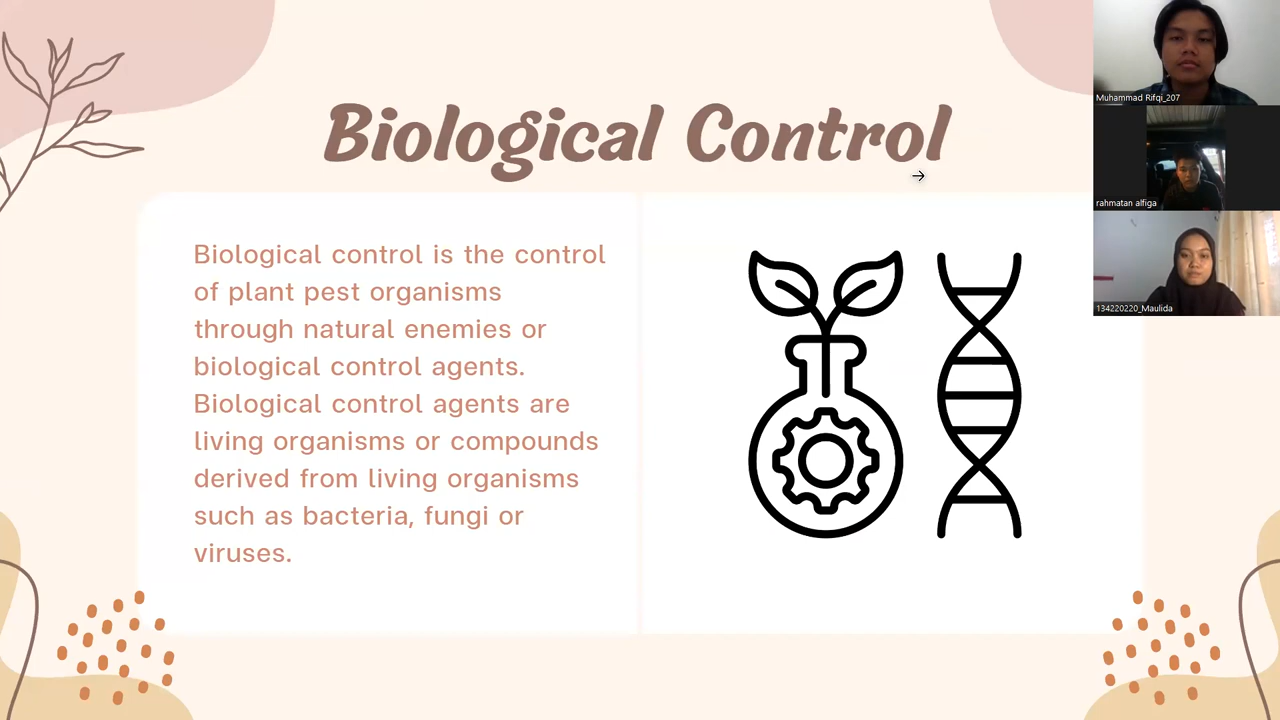 Biological Control
Biological control is the control
of plant pest organisms
through natural enemies or
biological control agents.
Biological control agents are
living organisms or compounds
derived from living organisms
such as bacteria, fungi or
viruses.
Muhammad Rifqi_207
rahmatan alfiga
134220220_Maulida